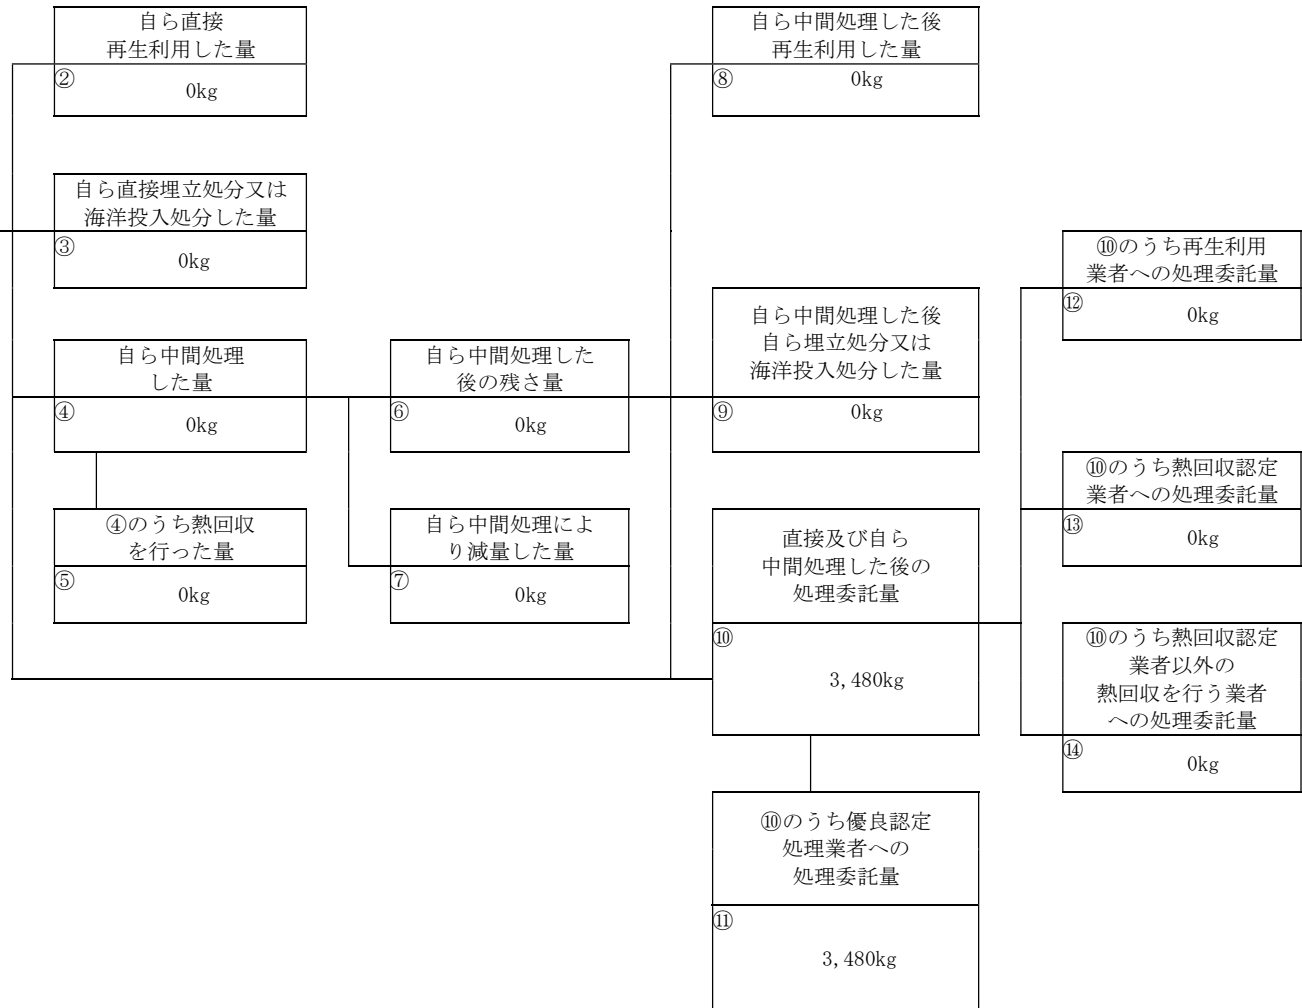 自ら直接
再生利用した量
②
0kg
自ら中間処理した後
再生利用した量
⑧
0kg
自ら直接埋立処分又は
海洋投入処分した量
③
0kg
⑩のうち再生利用
業者への処理委託量
⑫
0kg
自ら中間処理
した量
④
0kg
自ら中間処理した
後の残さ量
⑥
0kg
自ら中間処理した後
自ら埋立処分又は
海洋投入処分した量
⑨
0kg
⑩のうち熱回収認定
業者への処理委託量
⑬
0kg
④のうち熱回収
を行った量
⑤
0kg
自ら中間処理によ
り減量した量
⑦
0kg
直接及び自ら
中間処理した後の
処理委託量
⑩
3,480kg
⑩のうち熱回収認定
業者以外の
熱回収を行う業者
への処理委託量
⑭
0kg
⑩のうち優良認定
処理業者への
処理委託量
⑪
3,480kg